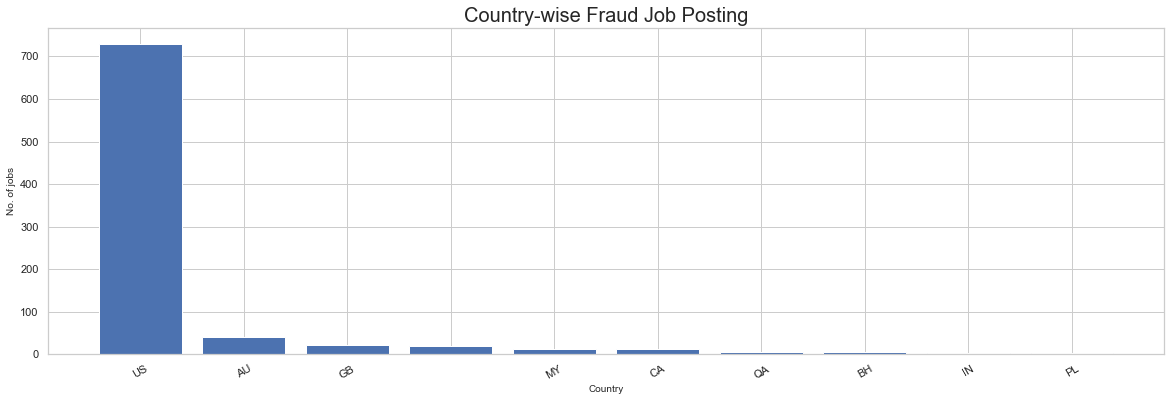 Country-wise Fraud Job Posting
No. of jobs
700
600
500
400
300
200
100
0
US AU GB MY CA QA BH IN PL
Country